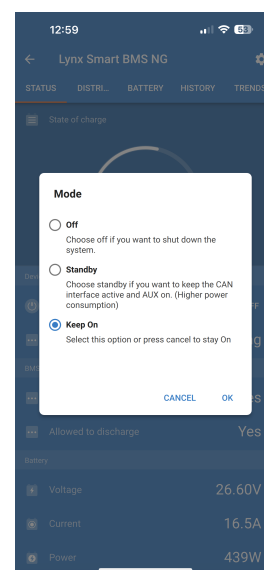 12:59
53
Lynx Smart BMS NG
STATUS DISTRI... BATTERY HISTORY TRENDS
State of charge
Mode
Off
Choose off if you want to shut down the
system.
Standby
Choose standby if you want to keep the CAN
interface active and AUX on. (Higher power
consumption)
Keep On
Select this option or press cancel to stay On
CANCEL OK
BMS
Allowed to discharge Yes
Battery
Voltage 26.60V
Current 16.5A
Power 439W